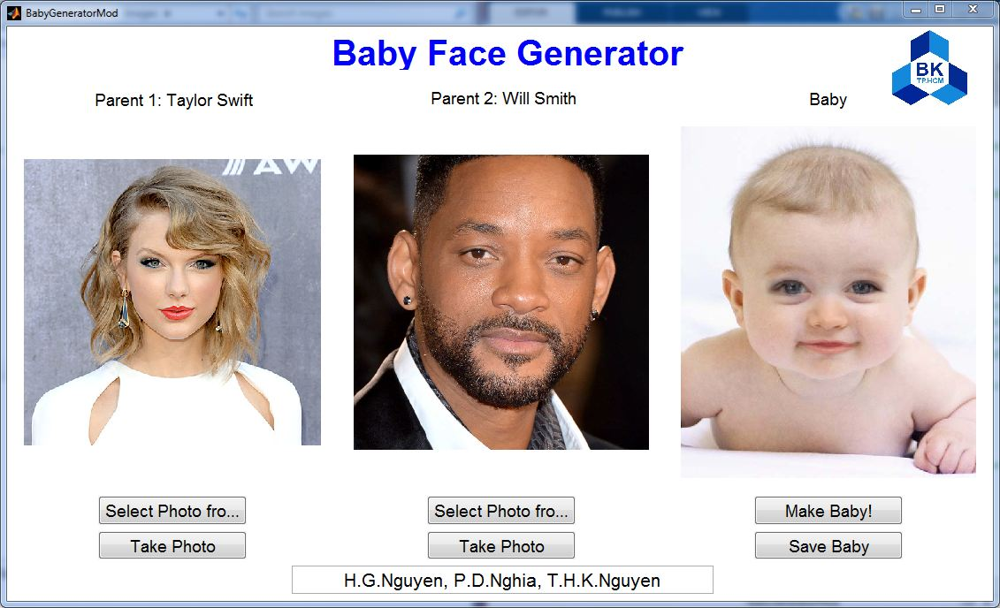 BabyGeneratorMod
Baby Face Generator
BK
TP.HCM
Parent 1: Taylor Swift
Parent 2: Will Smith
Baby
AW
Select Photo fro...
Select Photo fro...
Make Baby!
Take Photo
Take Photo
Save Baby
H.G.Nguyen, P.D.Nghia, T.H.K.Nguyen